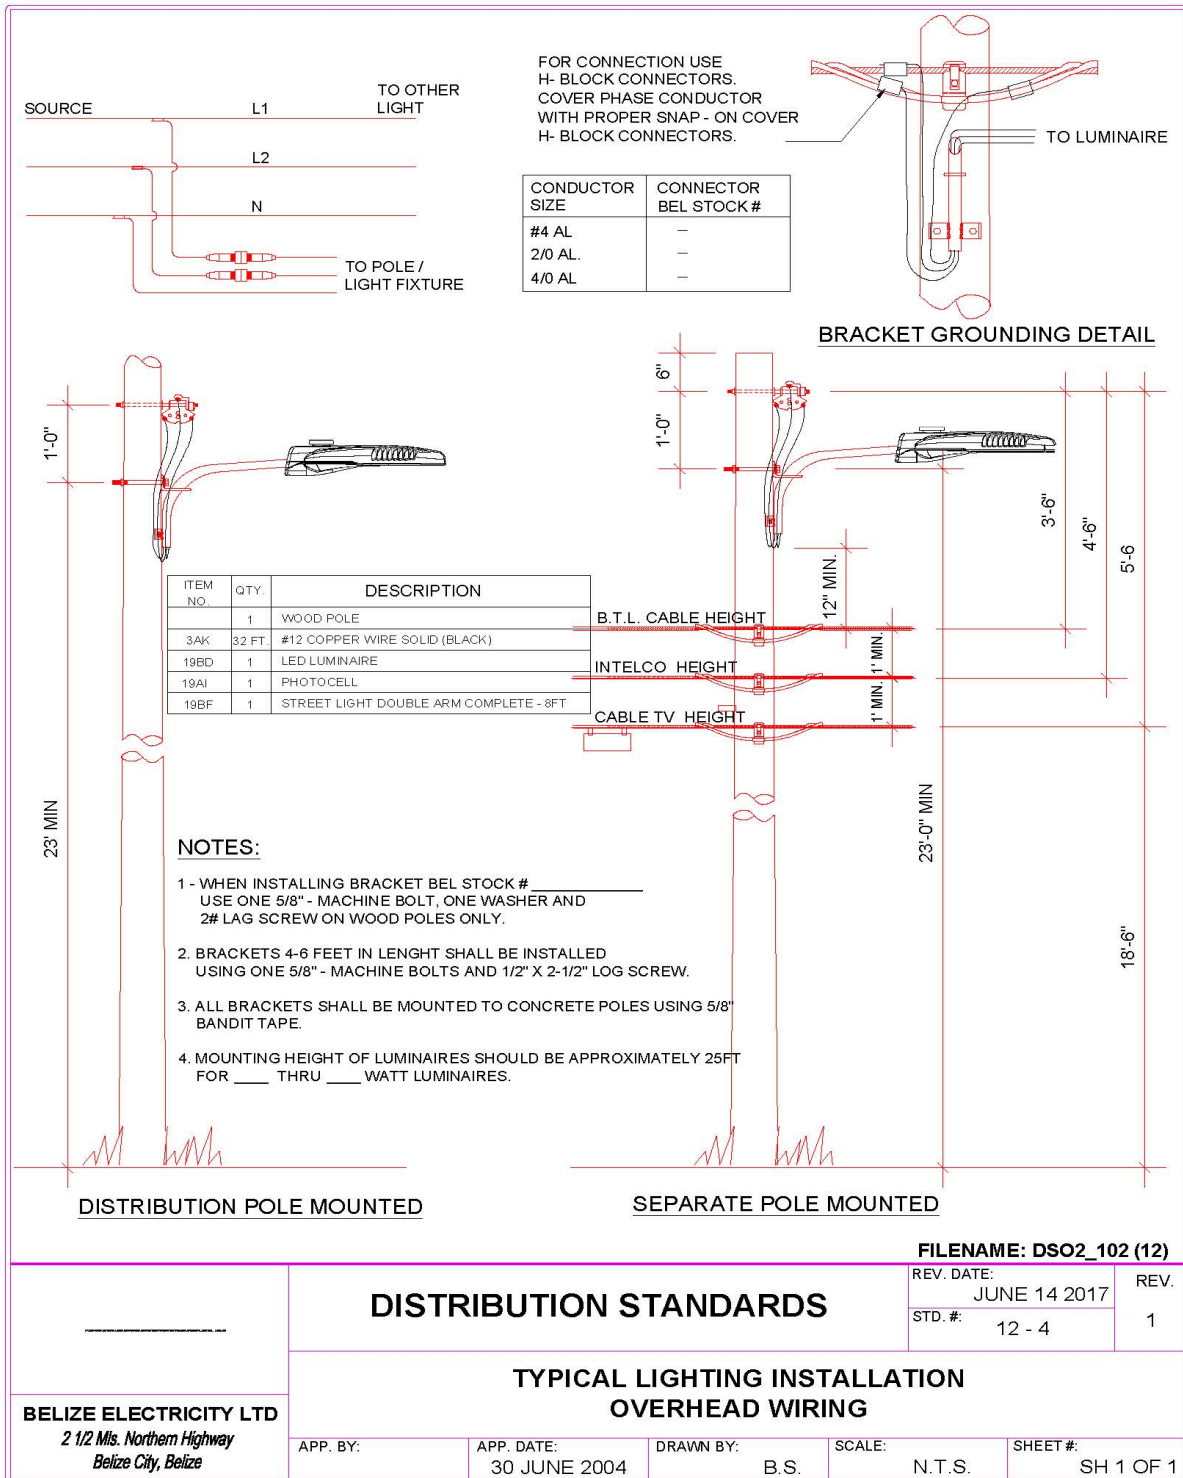 SOURCE
L1
TO OTHER
LIGHT
L2
N
TO POLE /
LIGHT FIXTURE
FOR CONNECTION USE
H- BLOCK CONNECTORS.
COVER PHASE CONDUCTOR
WITH PROPER SNAP - ON COVER
H- BLOCK CONNECTORS.
TO LUMINAIRE
CONDUCTOR SIZE CONNECTOR BEL STOCK #
#4 AL –
2/0 AL. –
4/0 AL –
BRACKET GROUNDING DETAIL
1'-0"
23' MIN
6"
1'-0"
3'-6"
4'-6"
5'-6
12" MIN.
1' MIN.
1' MIN.
23'-0" MIN
18'-6"
B.T.L. CABLE HEIGHT
INTELCO HEIGHT
CABLE TV HEIGHT
ITEM NO. QTY. DESCRIPTION
1 WOOD POLE
3AK 32 FT. #12 COPPER WIRE SOLID (BLACK)
19BD 1 LED LUMINAIRE
19AI 1 PHOTOCELL
19BF 1 STREET LIGHT DOUBLE ARM COMPLETE - 8FT
NOTES:
1 - WHEN INSTALLING BRACKET BEL STOCK # __________
USE ONE 5/8" - MACHINE BOLT, ONE WASHER AND
2# LAG SCREW ON WOOD POLES ONLY.
2. BRACKETS 4-6 FEET IN LENGHT SHALL BE INSTALLED
USING ONE 5/8" - MACHINE BOLTS AND 1/2" X 2-1/2" LOG SCREW.
3. ALL BRACKETS SHALL BE MOUNTED TO CONCRETE POLES USING 5/8"
BANDIT TAPE.
4. MOUNTING HEIGHT OF LUMINAIRES SHOULD BE APPROXIMATELY 25FT
FOR ____ THRU ____ WATT LUMINAIRES.
DISTRIBUTION POLE MOUNTED
SEPARATE POLE MOUNTED
FILENAME: DSO2_102 (12)
DISTRIBUTION STANDARDS
REV. DATE:
JUNE 14 2017
REV.
1
STD. #:
12 - 4
TYPICAL LIGHTING INSTALLATION
OVERHEAD WIRING
BELIZE ELECTRICITY LTD
2 1/2 Mls. Northern Highway
Belize City, Belize
APP. BY:
APP. DATE:
30 JUNE 2004
DRAWN BY:
B.S.
SCALE:
N.T.S.
SHEET #:
SH 1 OF 1